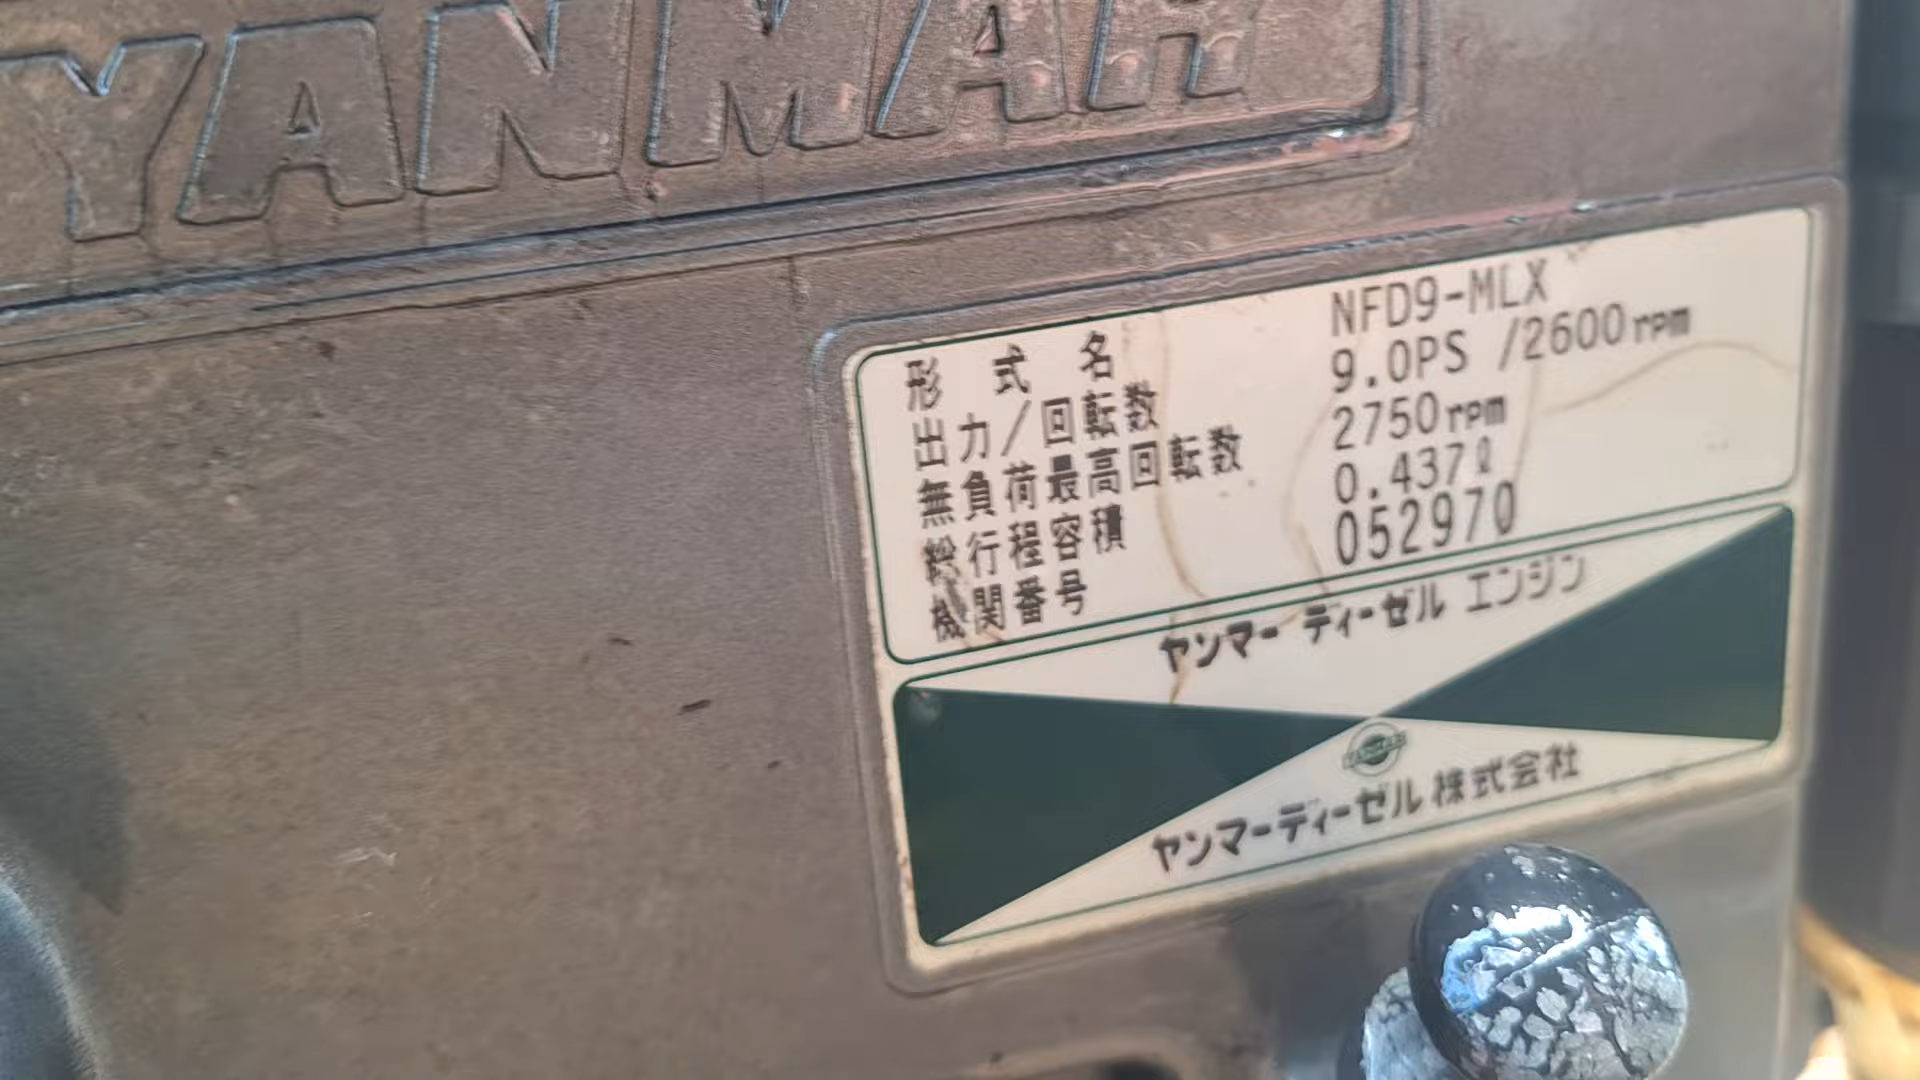 YANMAR
形式名 NFD9-MLX
出力/回転数 9.0PS /2600rpm
無負荷最高回転数 2750rpm
総行程容積 0.437ℓ
機関番号 052970
ヤンマー ディーゼル エンジン
YANMAR
ヤンマーディーゼル株式会社